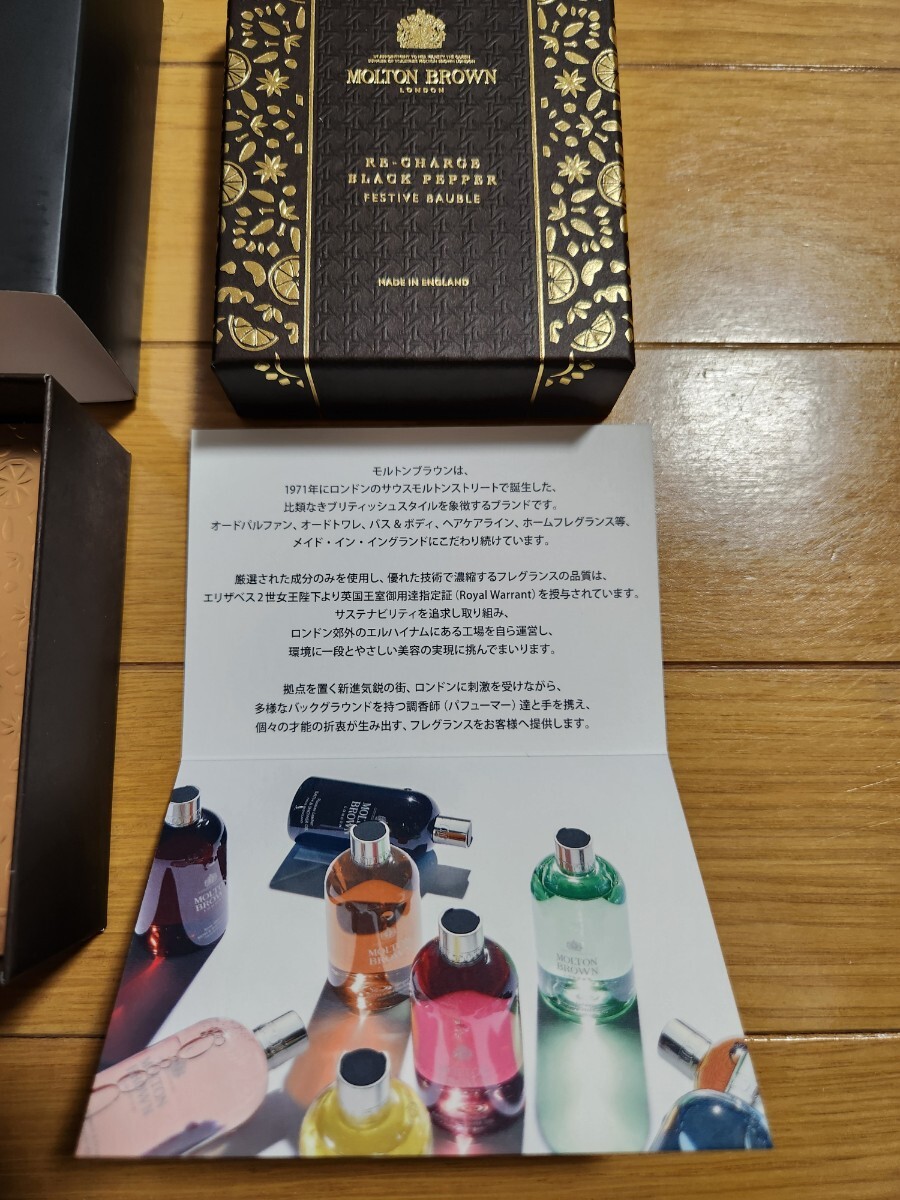 BY APPOINTMENT TO HER MAJESTY THE QUEEN
MOLTON BROWN
LONDON
RE-CHARGE
BLACK PEPPER
FESTIVE BAUBLE
MADE IN ENGLAND
モルトンブラウンは、
1971年にロンドンのサウスモルトンストリートで誕生した、
比類なきブリティッシュスタイルを象徴するブランドです。
オードパルファン、オードトワレ、バス & ボディ、ヘアケアライン、ホームフレグランス等、
メイド・イン・イングランドにこだわり続けています。
厳選された成分のみを使用し、優れた技術で濃縮するフレグランスの品質は、
エリザベス2世女王陛下より英国王室御用達指定証（Royal Warrant）を授与されています。
サステナビリティを追求し取り組み、
ロンドン郊外のエルハイナムにある工場を自ら運営し、
環境に一段とやさしい美容の実現に挑んでまいります。
拠点を置く新進気鋭の街、ロンドンに刺激を受けながら、
多様なバックグラウンドを持つ調香師（パフューマー）達と手を携え、
個々の才能の折衷が生み出す、フレグランスをお客様へ提供します。
MOLTON
BROWN
LONDON
MOLTON
BROWN
MOLTON
MOLTON
BROWN